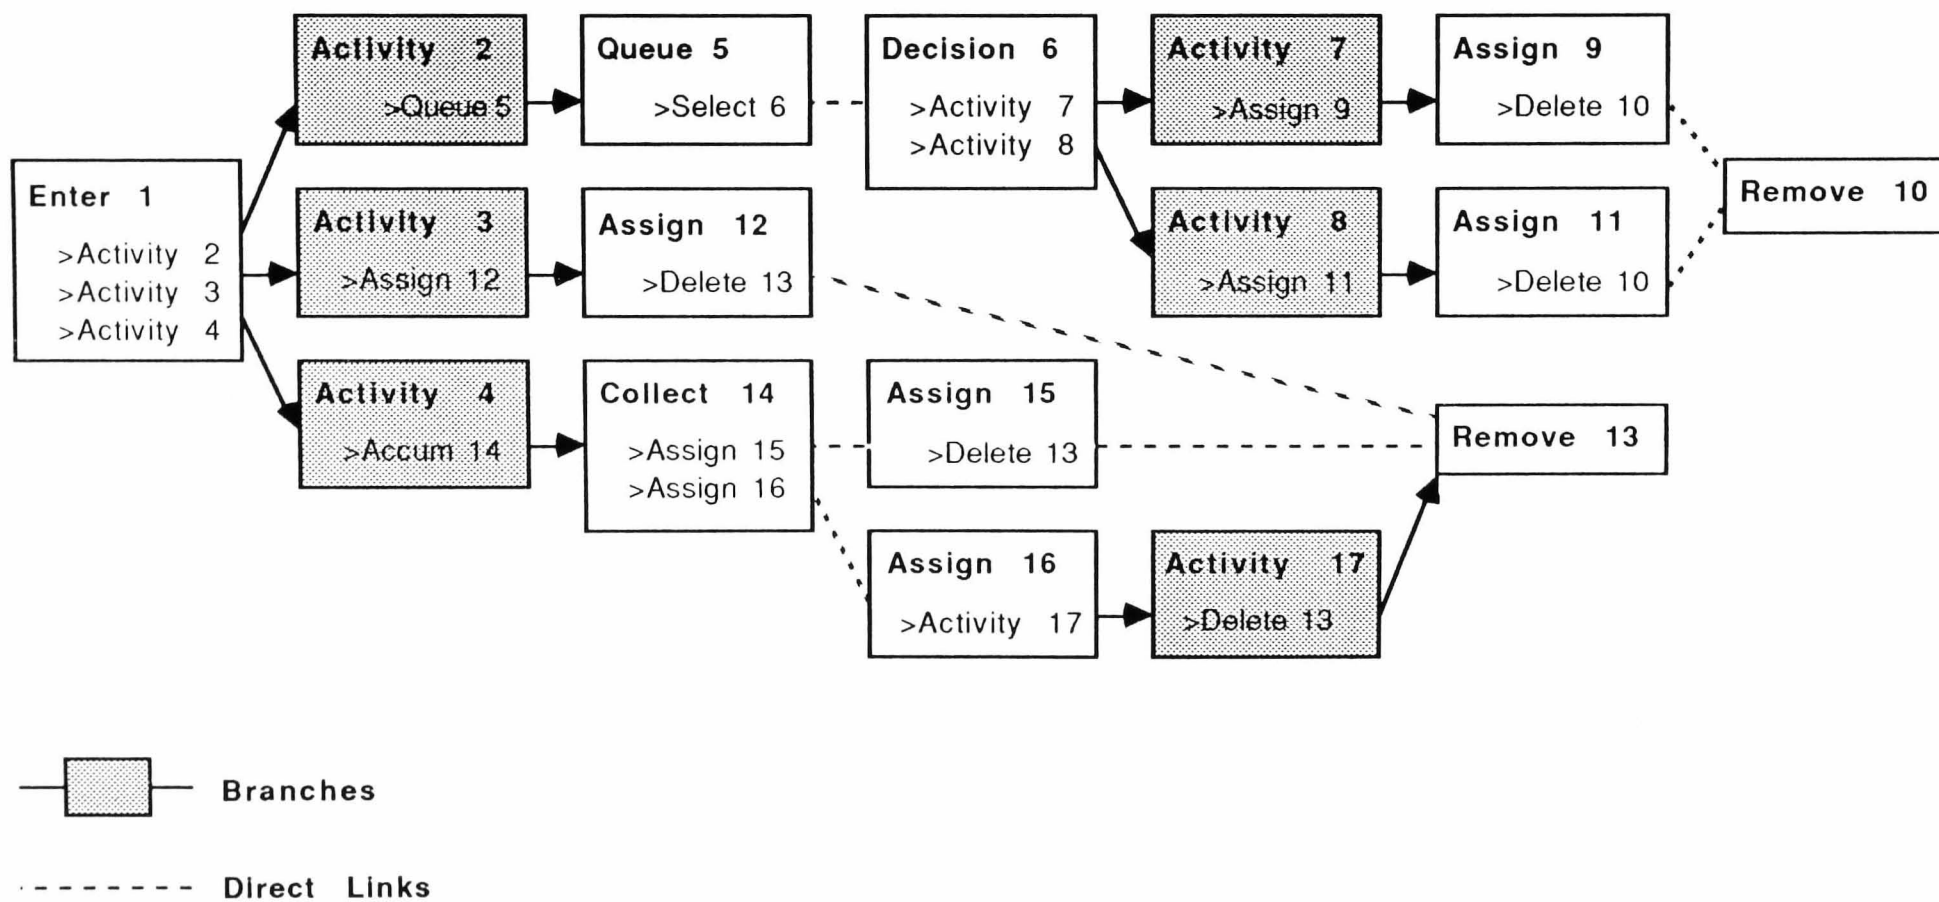 Enter 1
>Activity 2
>Activity 3
>Activity 4
Activity 2
>Queue 5
Queue 5
>Select 6
Decision 6
>Activity 7
>Activity 8
Activity 7
>Assign 9
Assign 9
>Delete 10
Remove 10
Activity 3
>Assign 12
Assign 12
>Delete 13
Activity 8
>Assign 11
Assign 11
>Delete 10
Activity 4
>Accum 14
Collect 14
>Assign 15
>Assign 16
Assign 15
>Delete 13
Remove 13
Assign 16
>Activity 17
Activity 17
>Delete 13
Branches
Direct Links